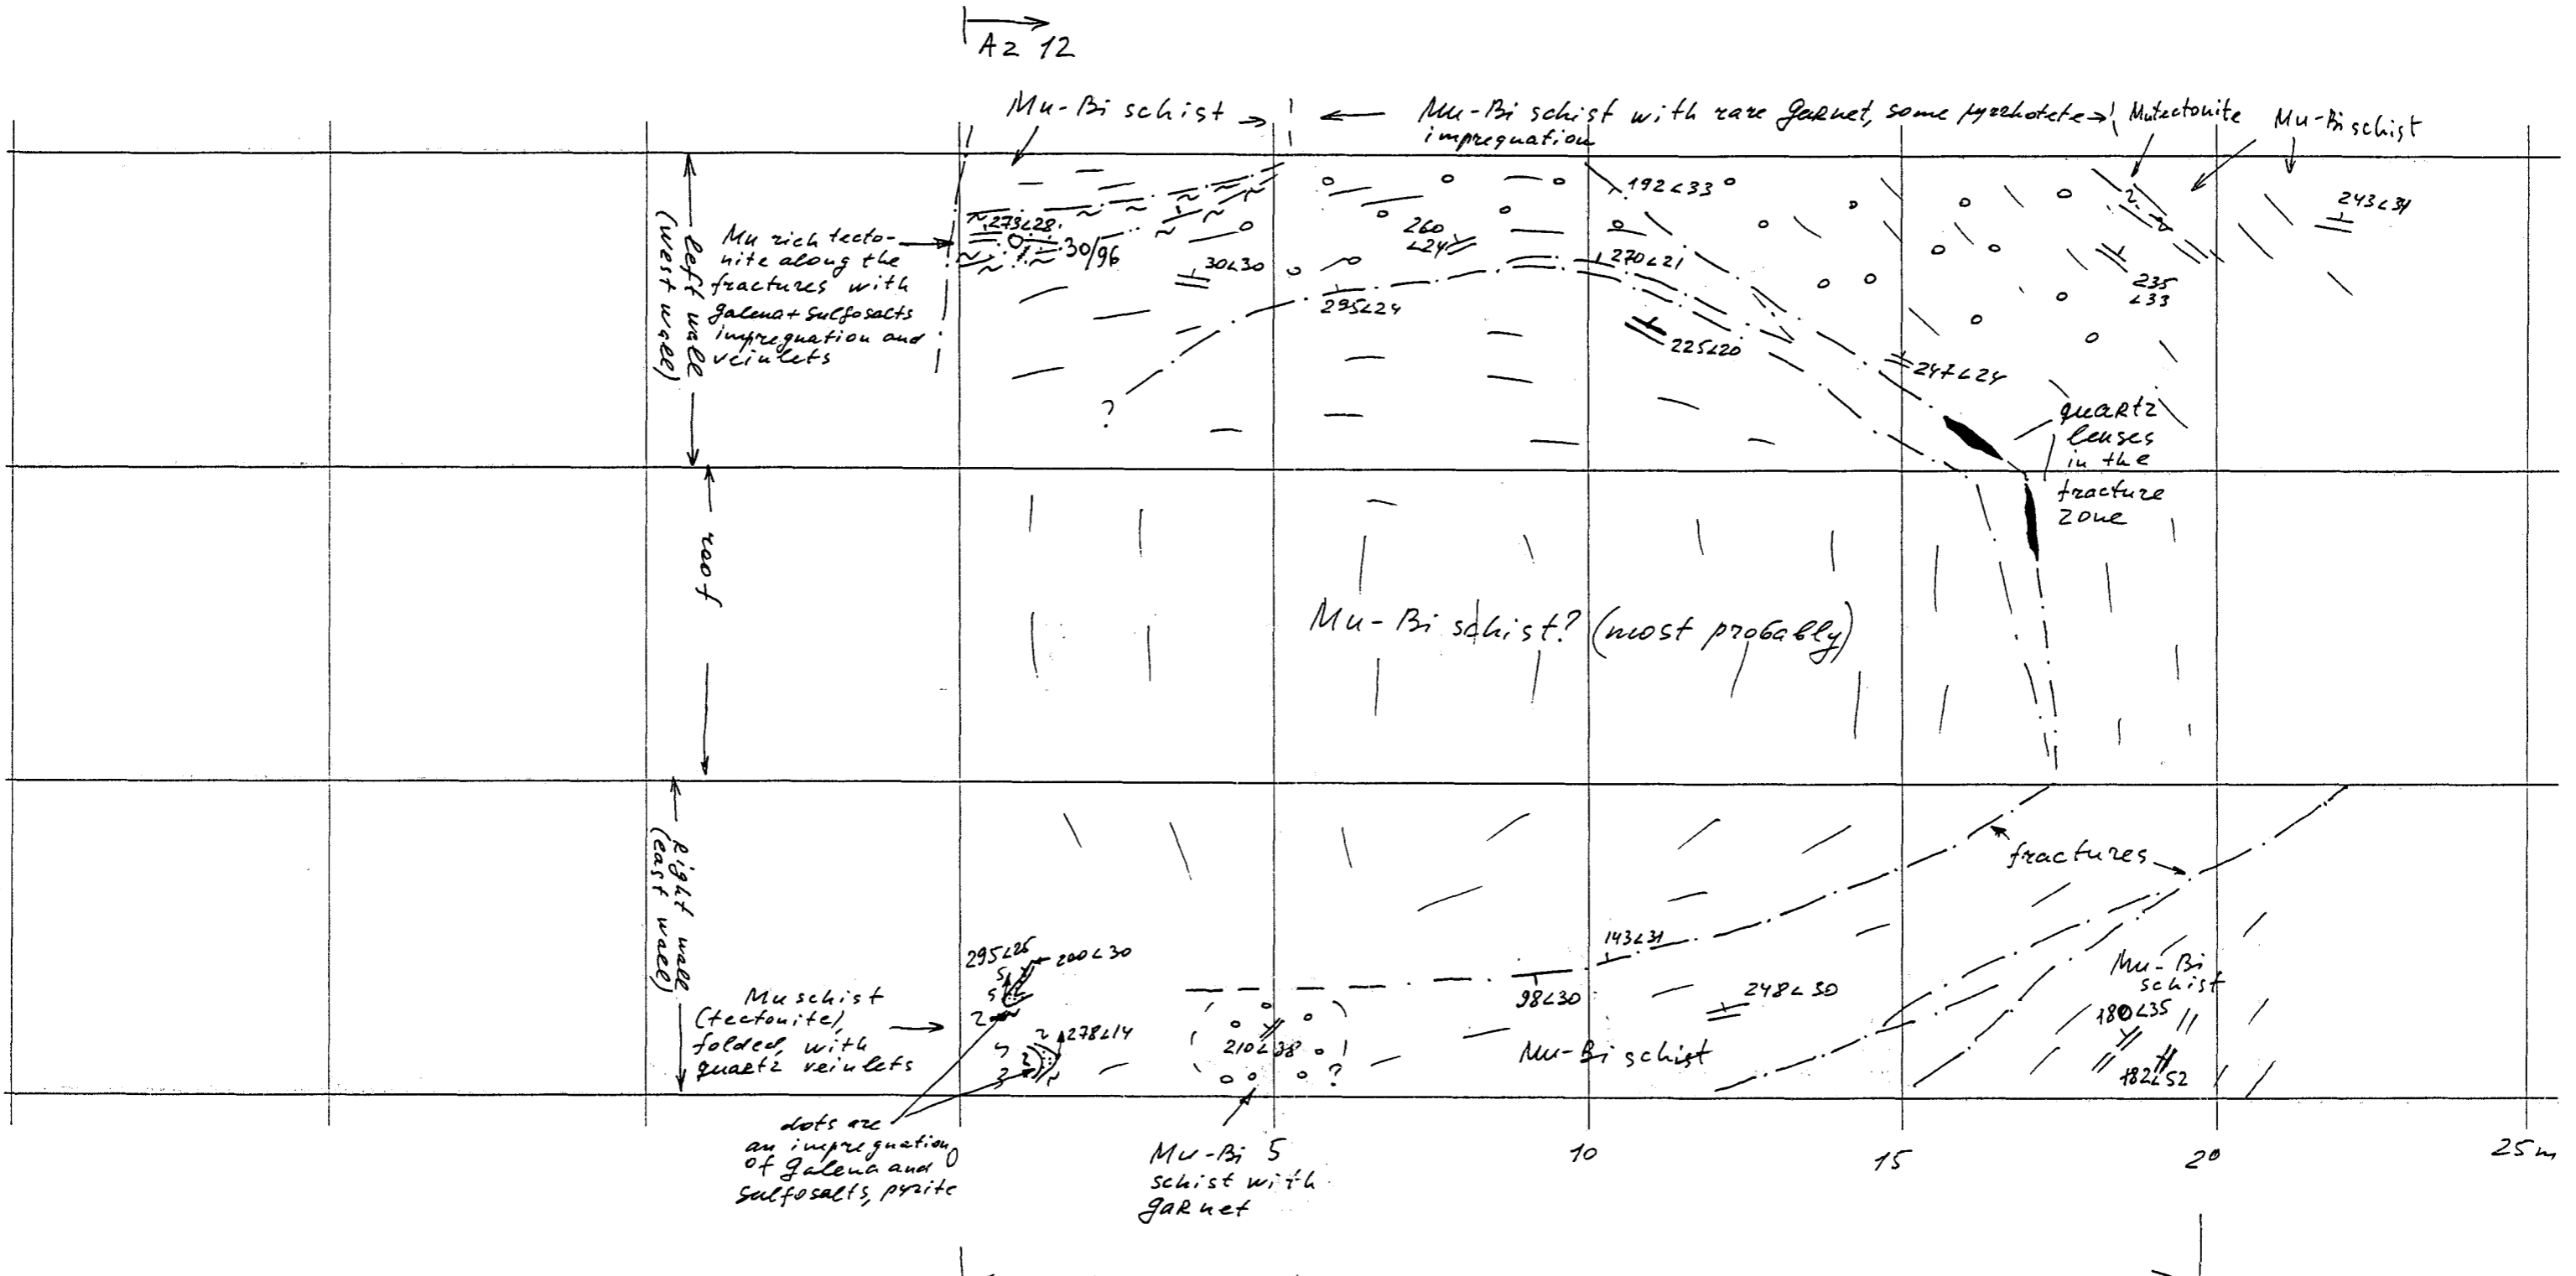 Az 12
Mu-Bi schist
Mu-Bi schist with rare garnet, some pyrrhotete
impregnation
Mutectonite
Mu-Bi schist
left wall
(west wall)
Mu rich tecto-
nite along the
fractures with
galena+sulfosalts
impregnation and
veinlets
273<28
30/96
30<30
260
<24
295<24
192<33
270<21
225<20
247<24
235
<33
243<31
?
quartz
lenses
in the
fracture
zone
roof
Mu-Bi schist? (most probably)
Right wall
(east wall)
fractures
295<25
200<30
278<14
Mu schist
(tectonite),
folded, with
quartz veinlets
210<38
?
98<30
143<31
248<30
Mu-Bi schist
Mu-Bi
schist
180<35
182<52
dots are
an impregnation
of galena and
sulfosalts, pyrite
Mu-Bi
schist with
garnet
0
5
10
15
20
25m